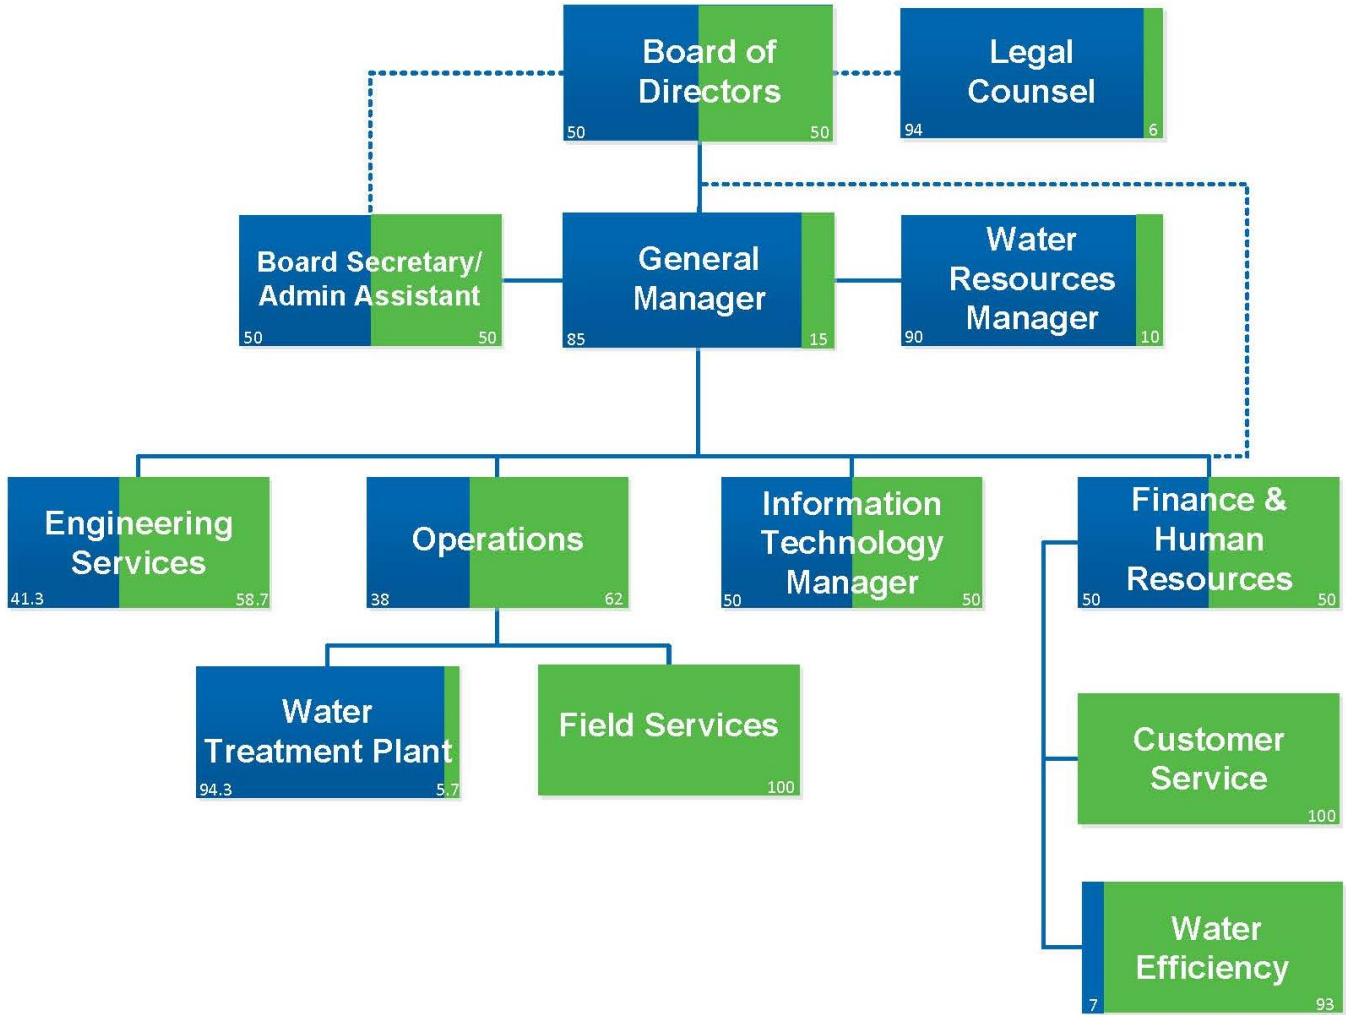 Board of
Directors
50
50
Legal
Counsel
94
6
Board Secretary/
Admin Assistant
50
50
General
Manager
85
15
Water
Resources
Manager
90
10
Engineering
Services
41.3
58.7
Operations
38
62
Information
Technology
Manager
50
50
Finance &
Human
Resources
50
50
Water
Treatment Plant
94.3
5.7
Field Services
100
Customer
Service
100
Water
Efficiency
7
93